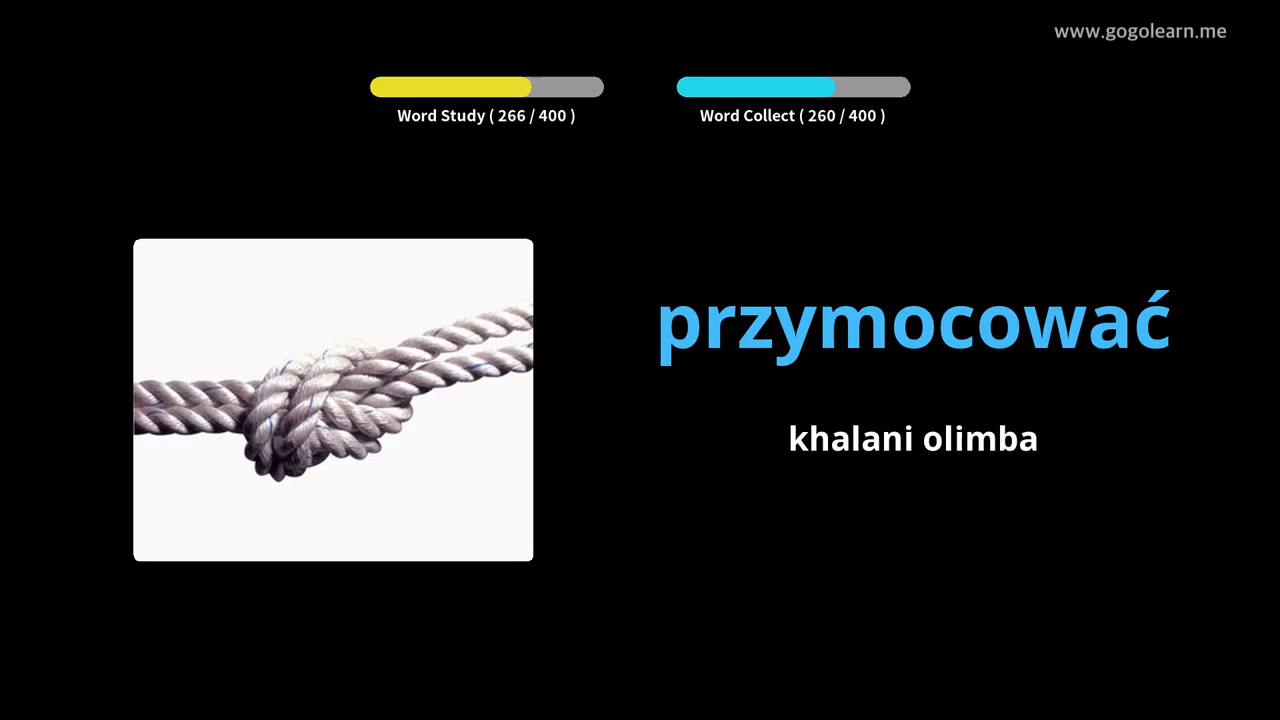 www.gogolearn.me
Word Study ( 266 / 400 )
Word Collect ( 260 / 400 )
przymocować
khalani olimba